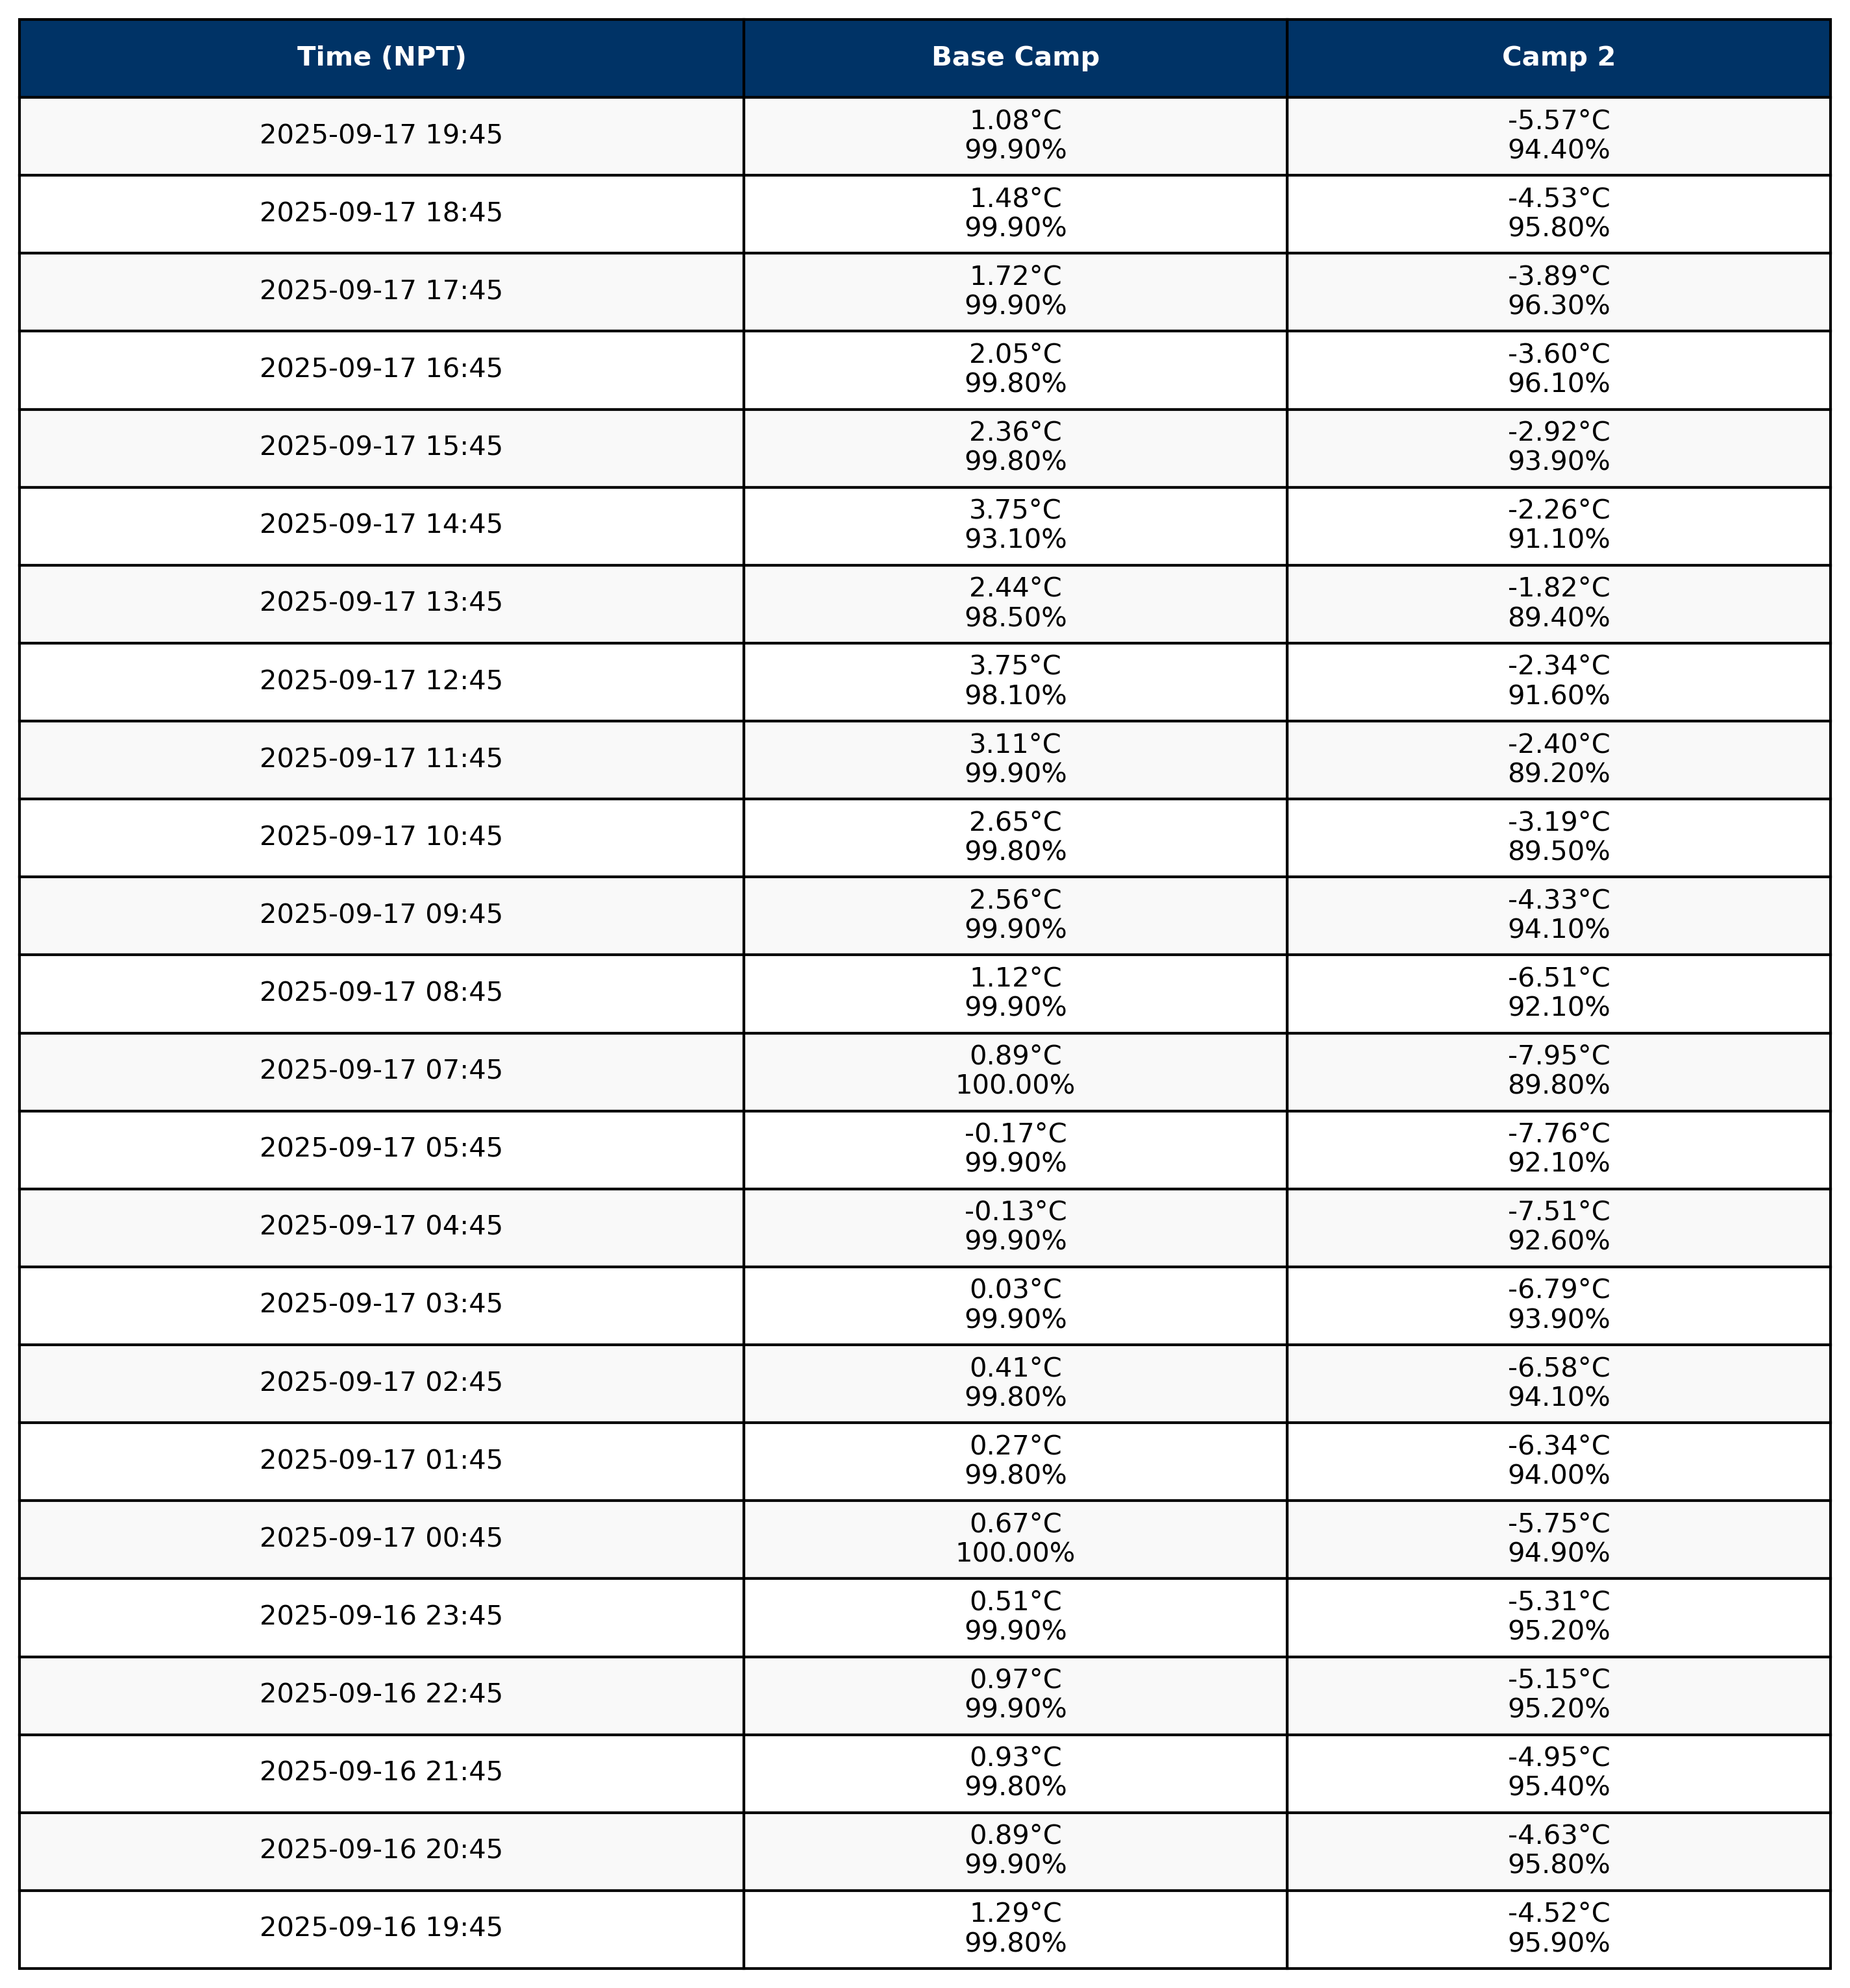 Time (NPT) Base Camp Camp 2
2025-09-17 19:45 1.08°C -5.57°C
99.90% 94.40%
2025-09-17 18:45 1.48°C -4.53°C
99.90% 95.80%
2025-09-17 17:45 1.72°C -3.89°C
99.90% 96.30%
2025-09-17 16:45 2.05°C -3.60°C
99.80% 96.10%
2025-09-17 15:45 2.36°C -2.92°C
99.80% 93.90%
2025-09-17 14:45 3.75°C -2.26°C
93.10% 91.10%
2025-09-17 13:45 2.44°C -1.82°C
98.50% 89.40%
2025-09-17 12:45 3.75°C -2.34°C
98.10% 91.60%
2025-09-17 11:45 3.11°C -2.40°C
99.90% 89.20%
2025-09-17 10:45 2.65°C -3.19°C
99.80% 89.50%
2025-09-17 09:45 2.56°C -4.33°C
99.90% 94.10%
2025-09-17 08:45 1.12°C -6.51°C
99.90% 92.10%
2025-09-17 07:45 0.89°C -7.95°C
100.00% 89.80%
2025-09-17 05:45 -0.17°C -7.76°C
99.90% 92.10%
2025-09-17 04:45 -0.13°C -7.51°C
99.90% 92.60%
2025-09-17 03:45 0.03°C -6.79°C
99.90% 93.90%
2025-09-17 02:45 0.41°C -6.58°C
99.80% 94.10%
2025-09-17 01:45 0.27°C -6.34°C
99.80% 94.00%
2025-09-17 00:45 0.67°C -5.75°C
100.00% 94.90%
2025-09-16 23:45 0.51°C -5.31°C
99.90% 95.20%
2025-09-16 22:45 0.97°C -5.15°C
99.90% 95.20%
2025-09-16 21:45 0.93°C -4.95°C
99.80% 95.40%
2025-09-16 20:45 0.89°C -4.63°C
99.90% 95.80%
2025-09-16 19:45 1.29°C -4.52°C
99.80% 95.90%